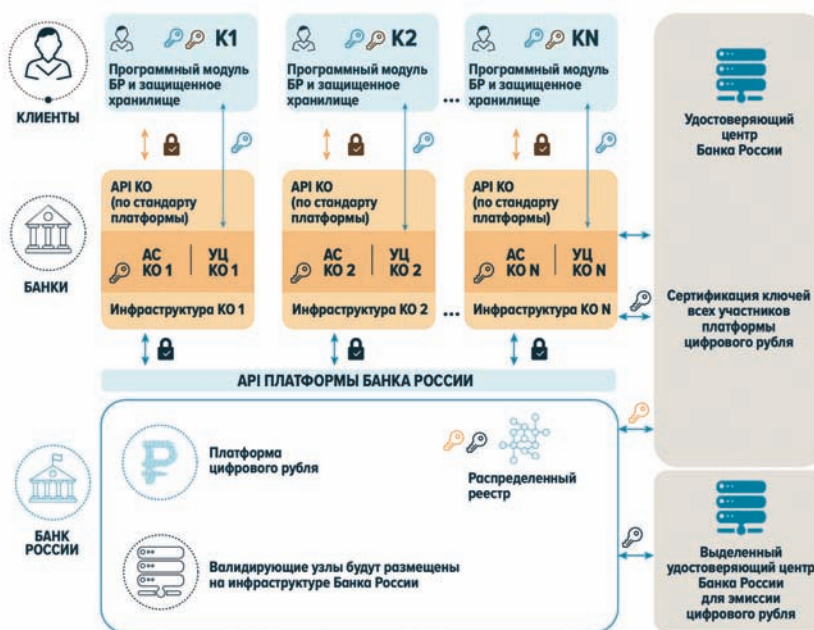 К1
К2
КN
Программный модуль
БР и защищенное
хранилище
Программный модуль
БР и защищенное
хранилище
...
Программный модуль
БР и защищенное
хранилище
КЛИЕНТЫ
Удостоверяющий
центр
Банка России
API КО
(по стандарту
платформы)
API КО
(по стандарту
платформы)
API КО
(по стандарту
платформы)
АС
КО 1
УЦ
КО 1
АС
КО 2
УЦ
КО 2
АС
КО N
УЦ
КО N
БАНКИ
Инфраструктура КО 1
Инфраструктура КО 2
...
Инфраструктура КО N
Сертификация ключей
всех участников
платформы
цифрового рубля
API ПЛАТФОРМЫ БАНКА РОССИИ
Платформа
цифрового рубля
Распределенный
реестр
БАНК
РОССИИ
Валидирующие узлы будут размещены
на инфраструктуре Банка России
Выделенный
удостоверяющий центр
Банка России
для эмиссии
цифрового рубля